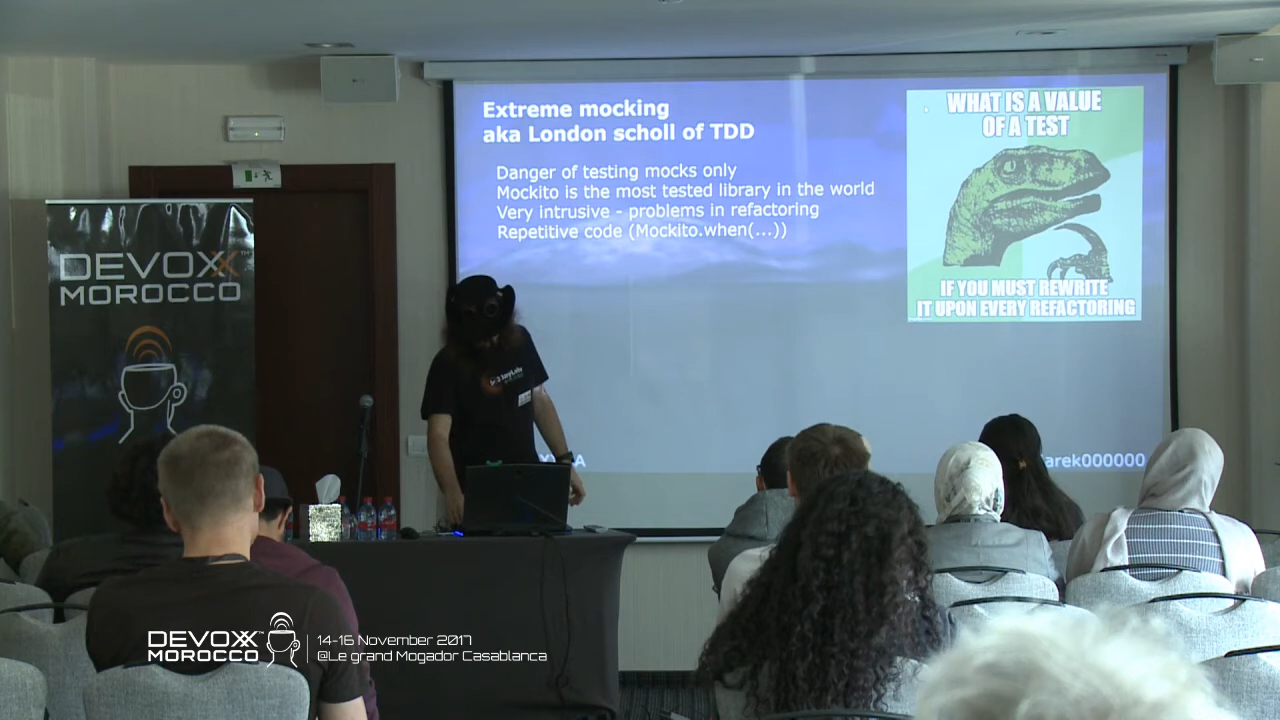 Extreme mocking
aka London scholl of TDD
Danger of testing mocks only
Mockito is the most tested library in the world
Very intrusive - problems in refactoring
Repetitive code (Mockito.when(...))
WHAT IS A VALUE
OF A TEST
IF YOU MUST REWRITE
IT UPON EVERY REFACTORING
arek000000
DEVOXX™
MOROCCO
DEVOXX™
MOROCCO
14-16 November 2017
@Le grand Mogador Casablanca